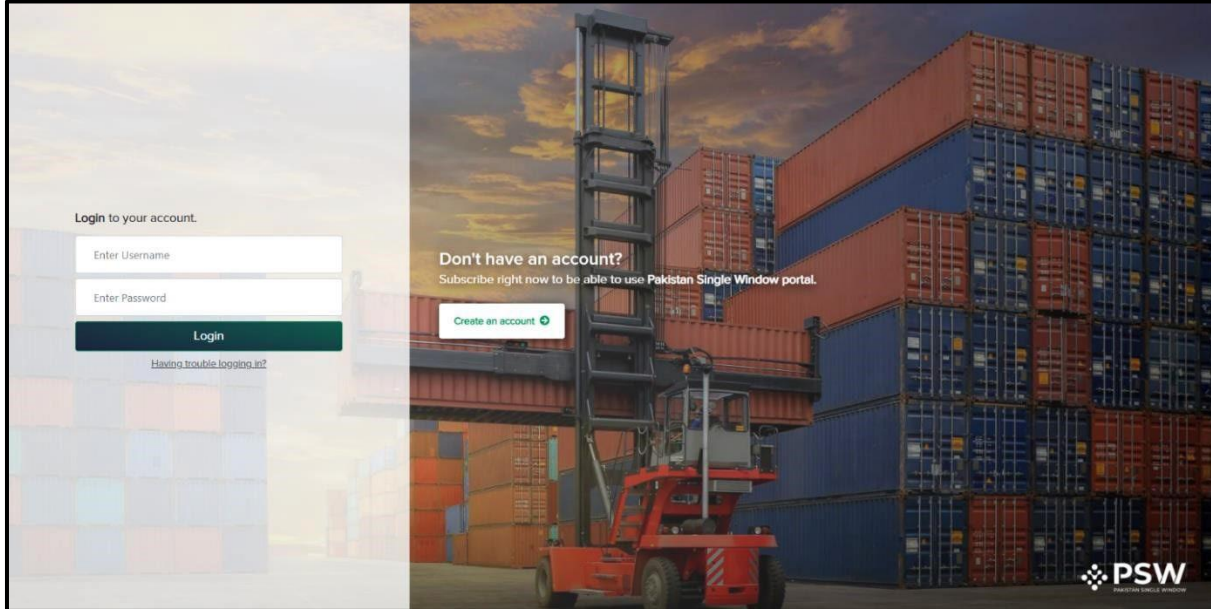 Login to your account.
Enter Username
Enter Password
Login
Having trouble logging in?
Don't have an account?
Subscribe right now to be able to use Pakistan Single Window portal.
Create an account
PSW
PAKISTAN SINGLE WINDOW